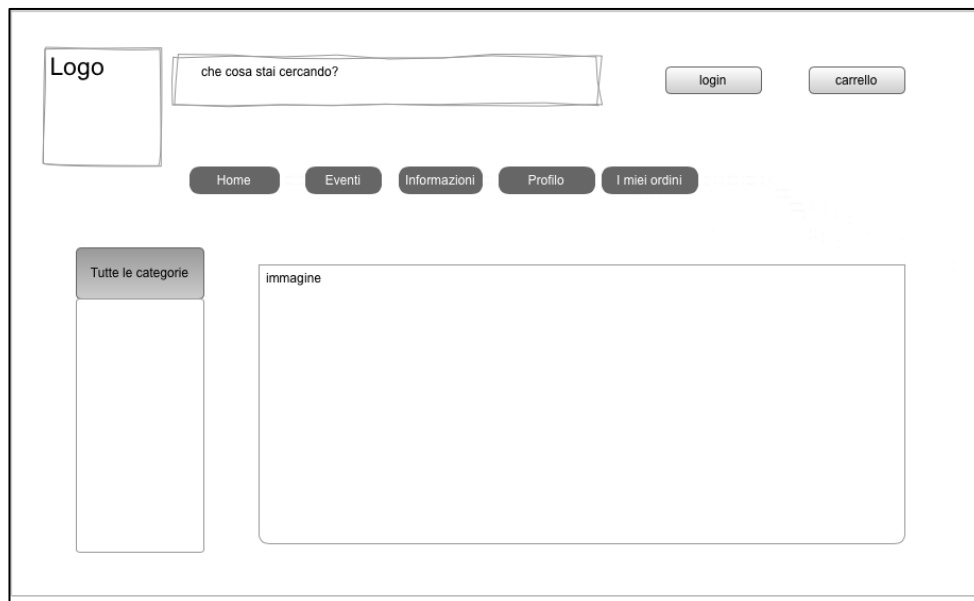 Logo
che cosa stai cercando?
login
carrello
Home
Eventi
Informazioni
Profilo
I miei ordini
Tutte le categorie
immagine